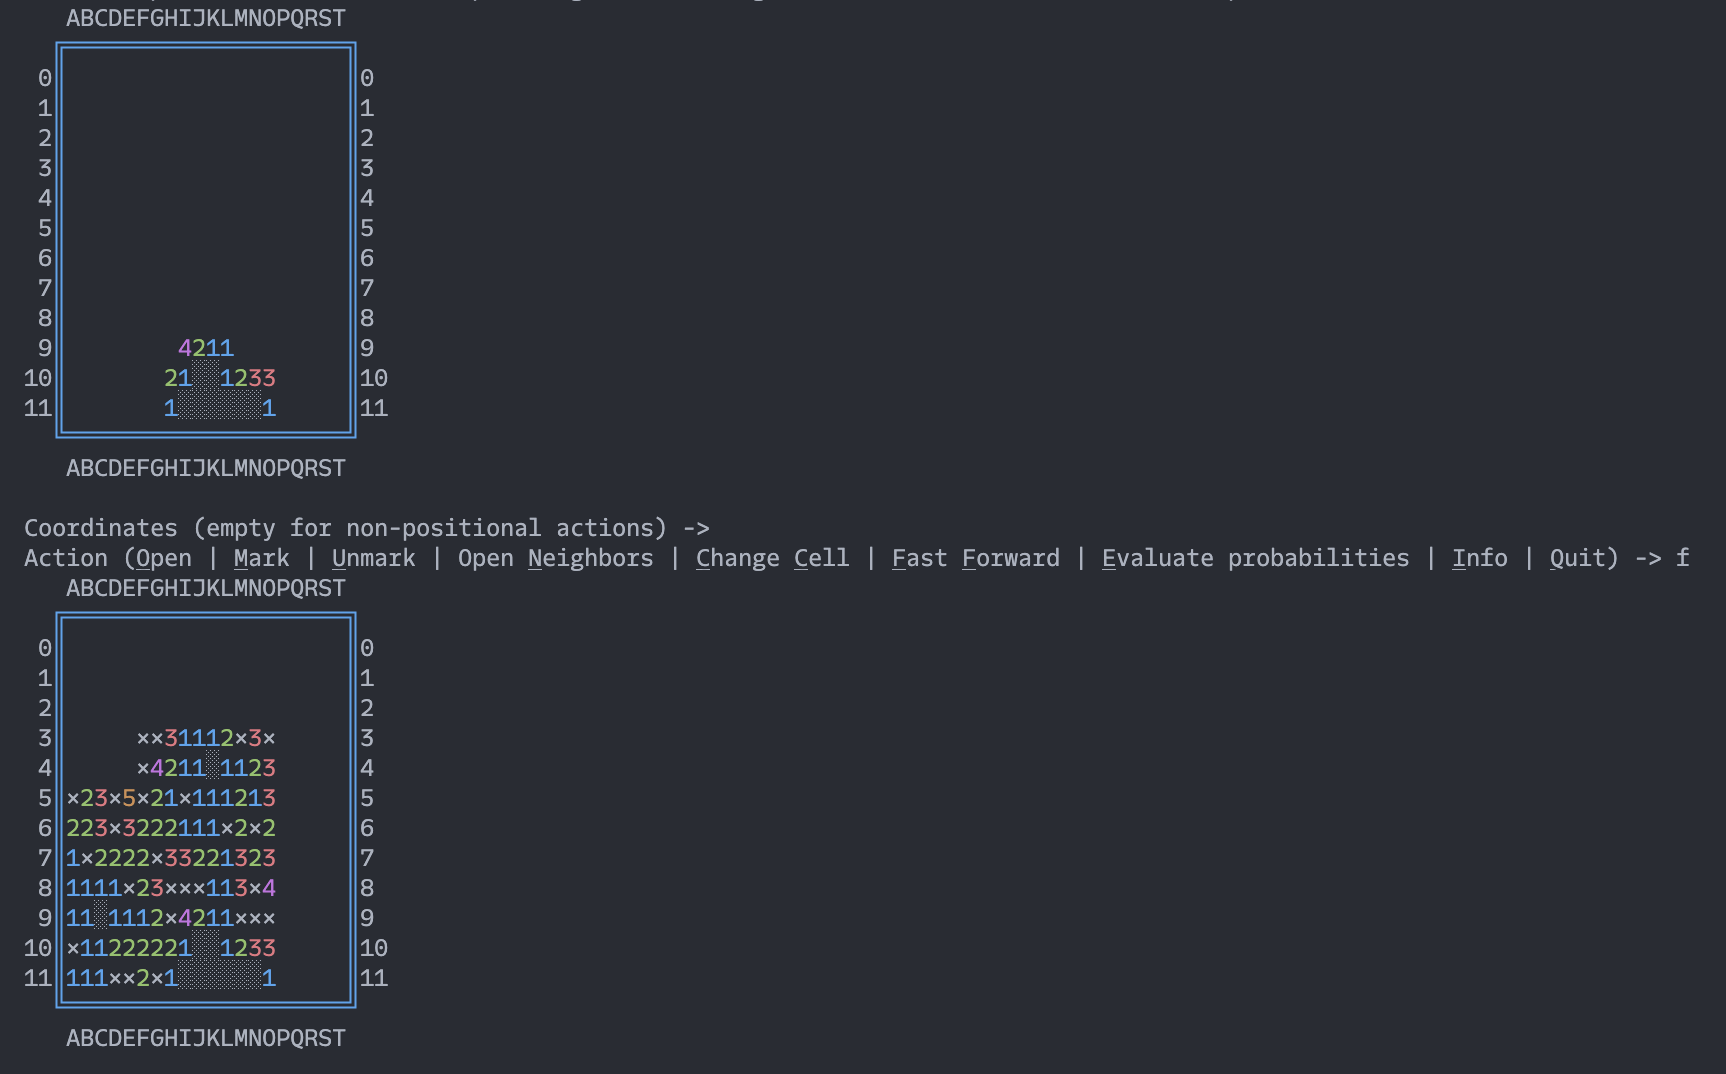 ABCDEFGHIJKLMNOPQRST
0 0
1 1
2 2
3 3
4 4
5 5
6 6
7 7
8 8
9 4211 9
10 21░░1233 10
11 1░░░░░░1 11
ABCDEFGHIJKLMNOPQRST
Coordinates (empty for non-positional actions) ->
Action (Open | Mark | Unmark | Open Neighbors | Change Cell | Fast Forward | Evaluate probabilities | Info | Quit) -> f
ABCDEFGHIJKLMNOPQRST
0 0
1 1
2 2
3 ××31112×3× 3
4 ×4211░1123 4
5 ×23×5×21×111213 5
6 223×3222111×2×2 6
7 1×2222×33221323 7
8 1111×23×××113×4 8
9 11░1112×4211××× 9
10 ×11222221░░1233 10
11 111××2×1░░░░░░1 11
ABCDEFGHIJKLMNOPQRST